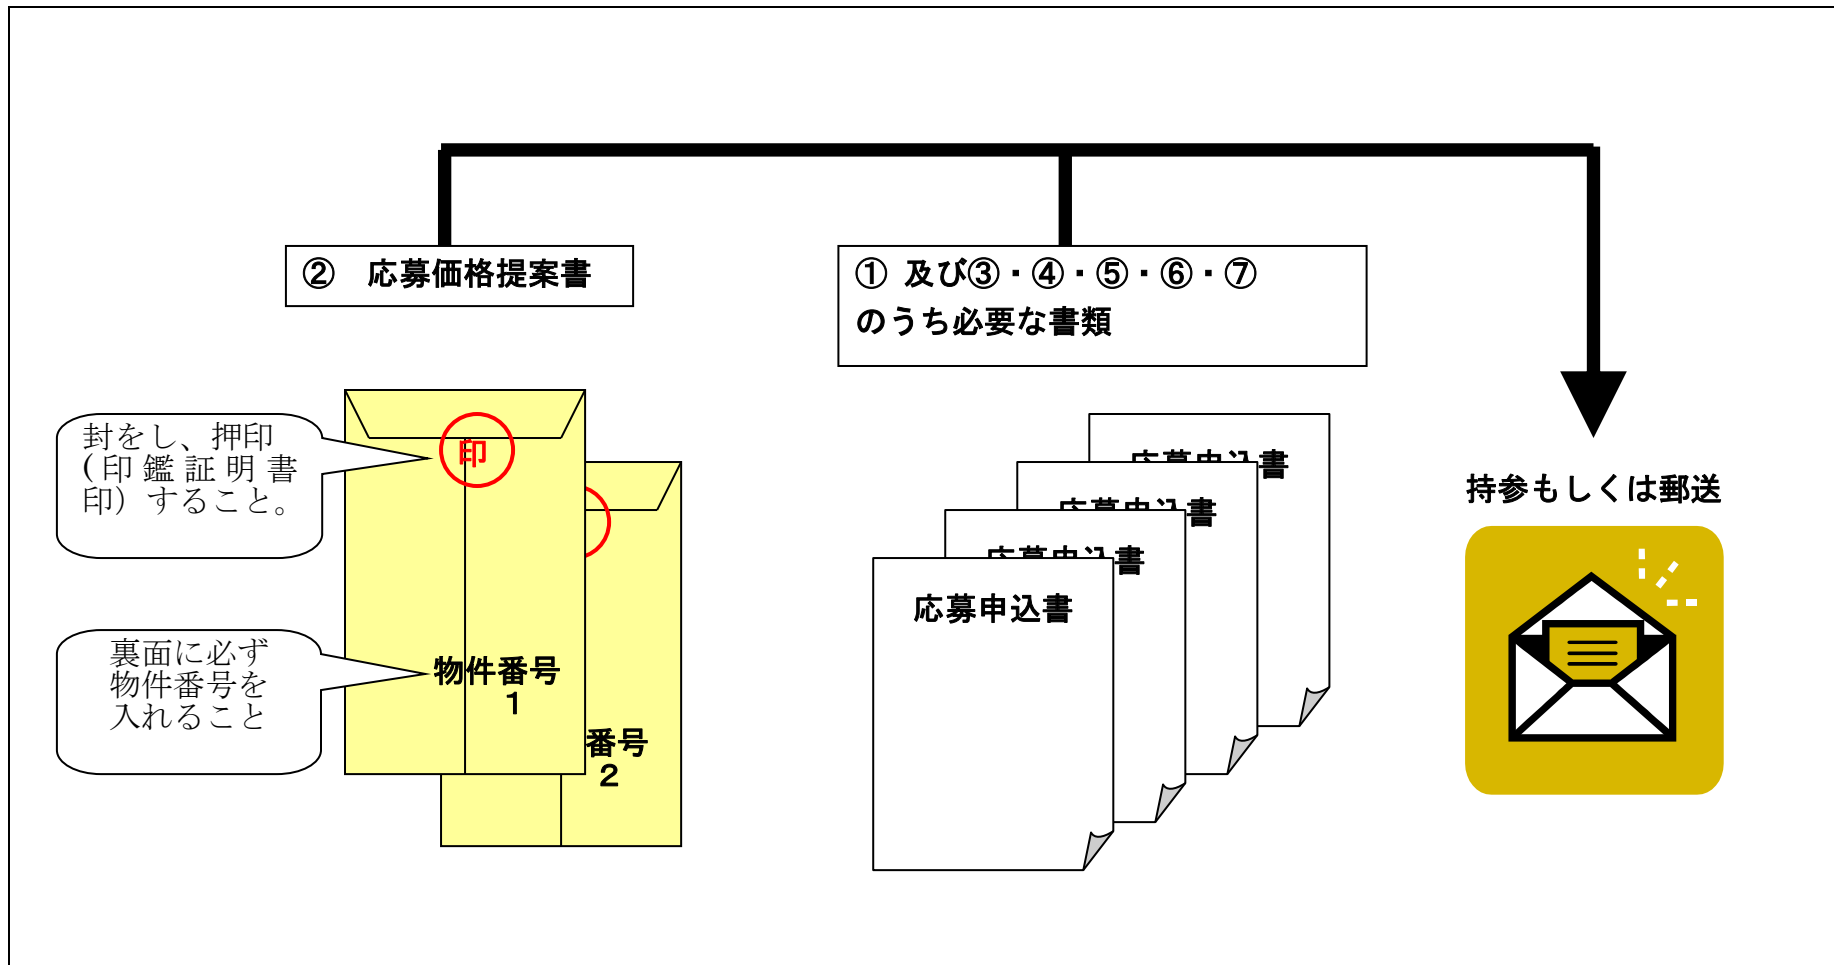 ② 応募価格提案書
① 及び③・④・⑤・⑥・⑦
のうち必要な書類
封をし、押印
(印鑑証明書
印）すること。
印
裏面に必ず
物件番号を
入れること
物件番号
1
番号
2
応募申込書
応募申込書
応募申込書
応募申込書
持参もしくは郵送